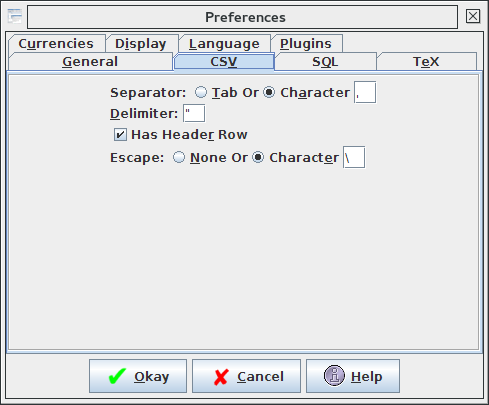 Preferences
Currencies Display Language Plugins
General CSV SQL TeX
Separator: Tab Or Character ,
Delimiter: "
Has Header Row
Escape: None Or Character \
Okay Cancel Help